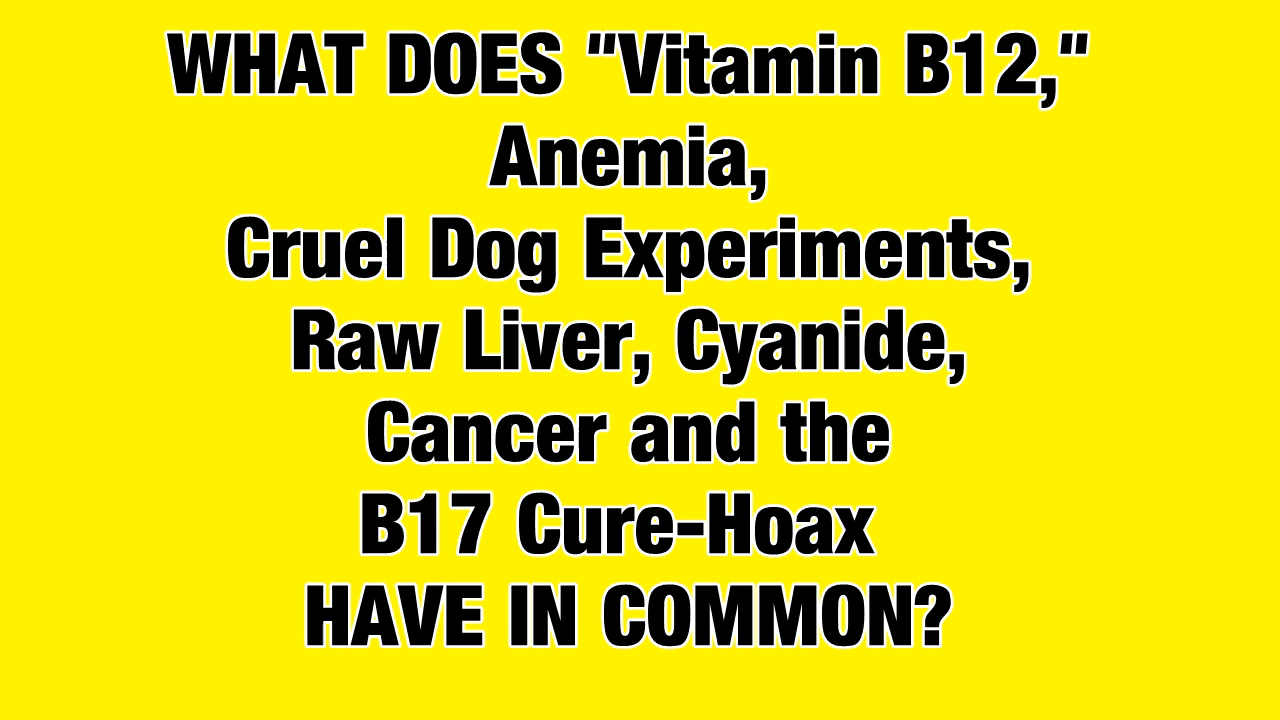 WHAT DOES "Vitamin B12,"
Anemia,
Cruel Dog Experiments,
Raw Liver, Cyanide,
Cancer and the
B17 Cure-Hoax
HAVE IN COMMON?